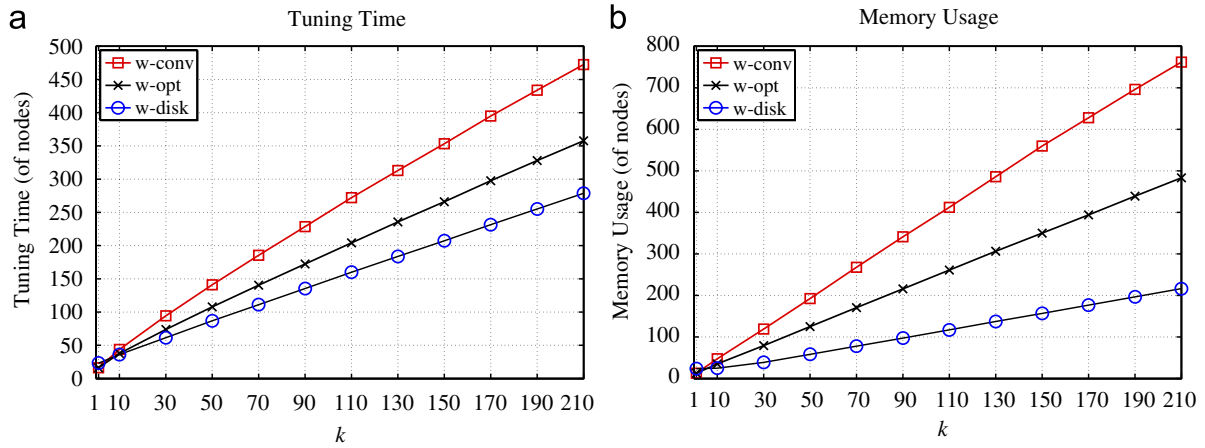 a
Tuning Time
500
450
400
350
300
250
200
150
100
50
0
Tuning Time (of nodes)
w-conv
w-opt
w-disk
1 10 30 50 70 90 110 130 150 170 190 210
k
b
Memory Usage
800
700
600
500
400
300
200
100
0
Memory Usage (of nodes)
w-conv
w-opt
w-disk
1 10 30 50 70 90 110 130 150 170 190 210
k